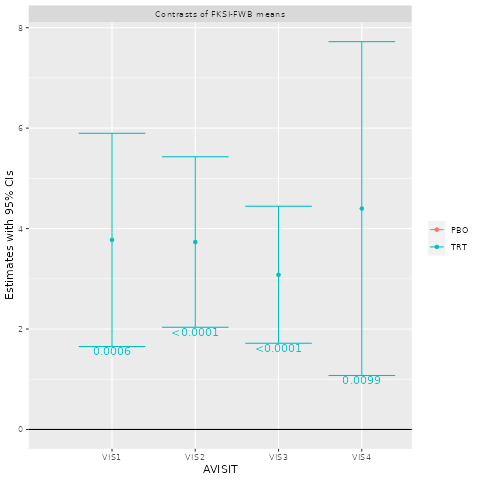 Contrasts of FKSI-FWB means
8
6
4
2
0
Estimates with 95% CIs
0.0006
<0.0001
<0.0001
0.0099
VIS1
VIS2
VIS3
VIS4
AVISIT
PBO
TRT